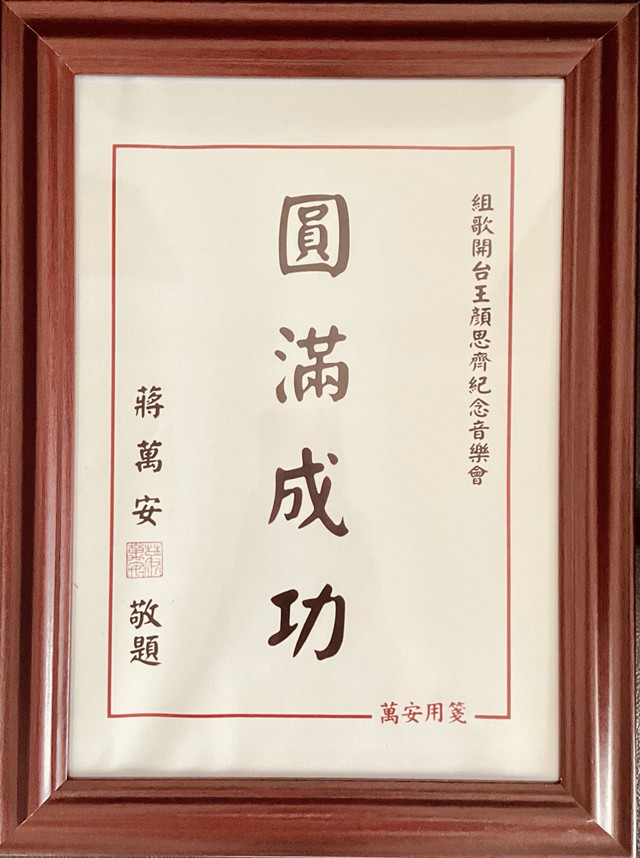 組歌開台王顏思齊紀念音樂會
圓滿成功
蔣萬安
敬題
萬安用箋